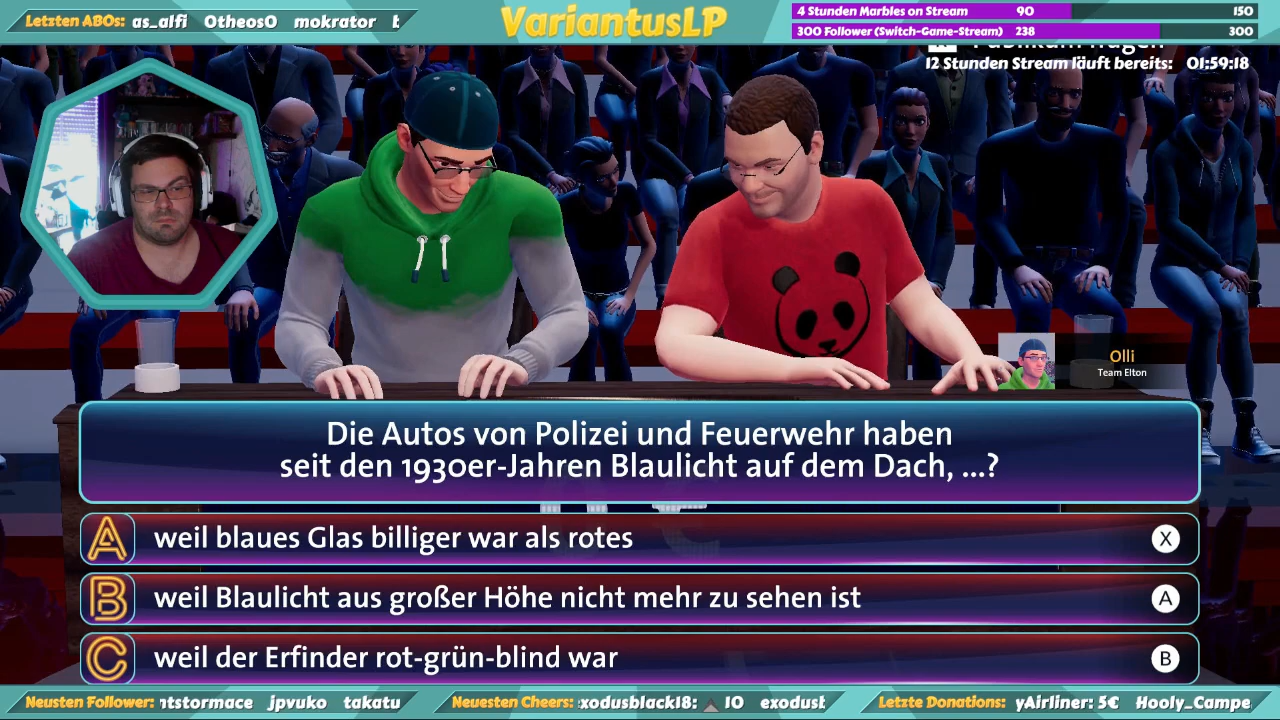 Letzten ABOs: as_alfi OtheosO mokrator
VariantusLP
4 Stunden Marbles on Stream 90 150
300 Follower (Switch-Game-Stream) 238 300
12 Stunden Stream läuft bereits: 01:59:18
Olli
Team Elton
Die Autos von Polizei und Feuerwehr haben
seit den 1930er-Jahren Blaulicht auf dem Dach, ...?
A weil blaues Glas billiger war als rotes X
B weil Blaulicht aus großer Höhe nicht mehr zu sehen ist A
C weil der Erfinder rot-grün-blind war B
Neusten Follower: ntstormace jpvuko takatu
Neuesten Cheers: xodusblack18: 10 exodust
Letzte Donations: yAirliner: 5€ Hooly_Campe